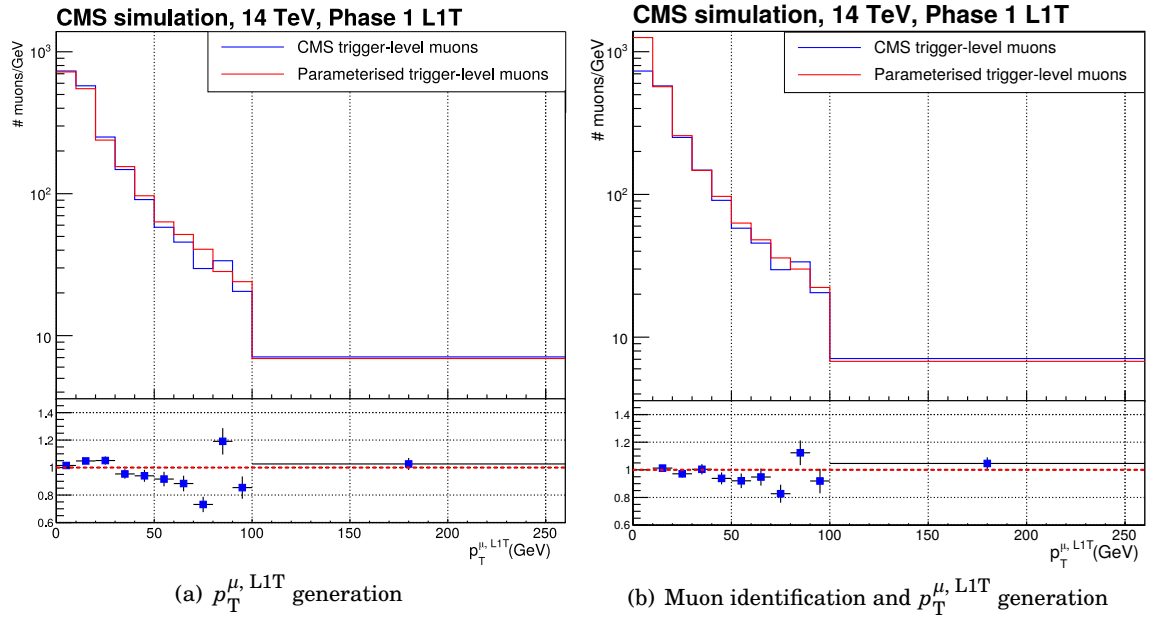 CMS simulation, 14 TeV, Phase 1 L1T
CMS trigger-level muons
Parameterised trigger-level muons
# muons/GeV
10³
10²
10
1.4
1.2
1
0.8
0.6
0 50 100 150 200 250
p_T^{μ, L1T}(GeV)
(a) p_T^{μ, L1T} generation
CMS simulation, 14 TeV, Phase 1 L1T
CMS trigger-level muons
Parameterised trigger-level muons
# muons/GeV
10³
10²
10
1.4
1.2
1
0.8
0.6
0 50 100 150 200 250
p_T^{μ, L1T}(GeV)
(b) Muon identification and p_T^{μ, L1T} generation